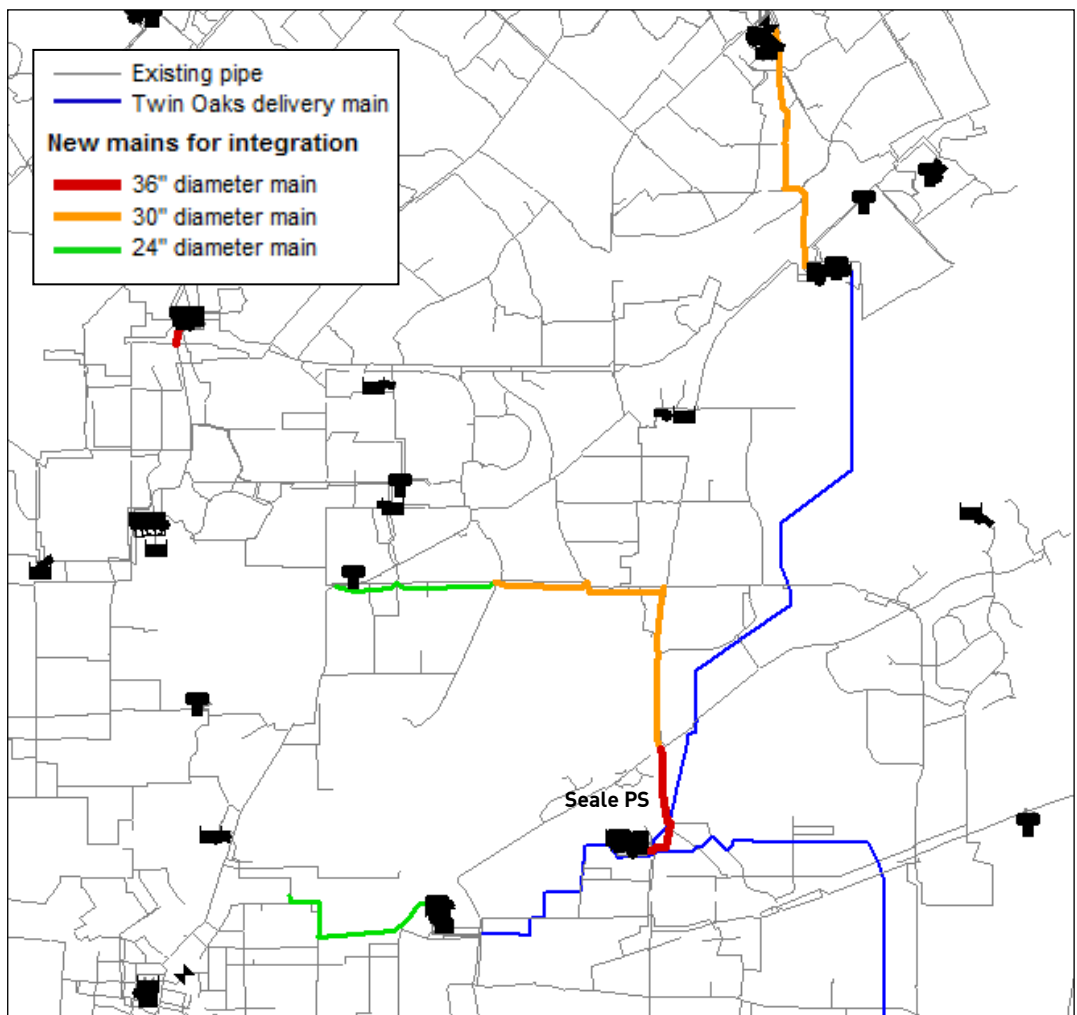 Existing pipe
Twin Oaks delivery main
New mains for integration
36" diameter main
30" diameter main
24" diameter main
Seale PS